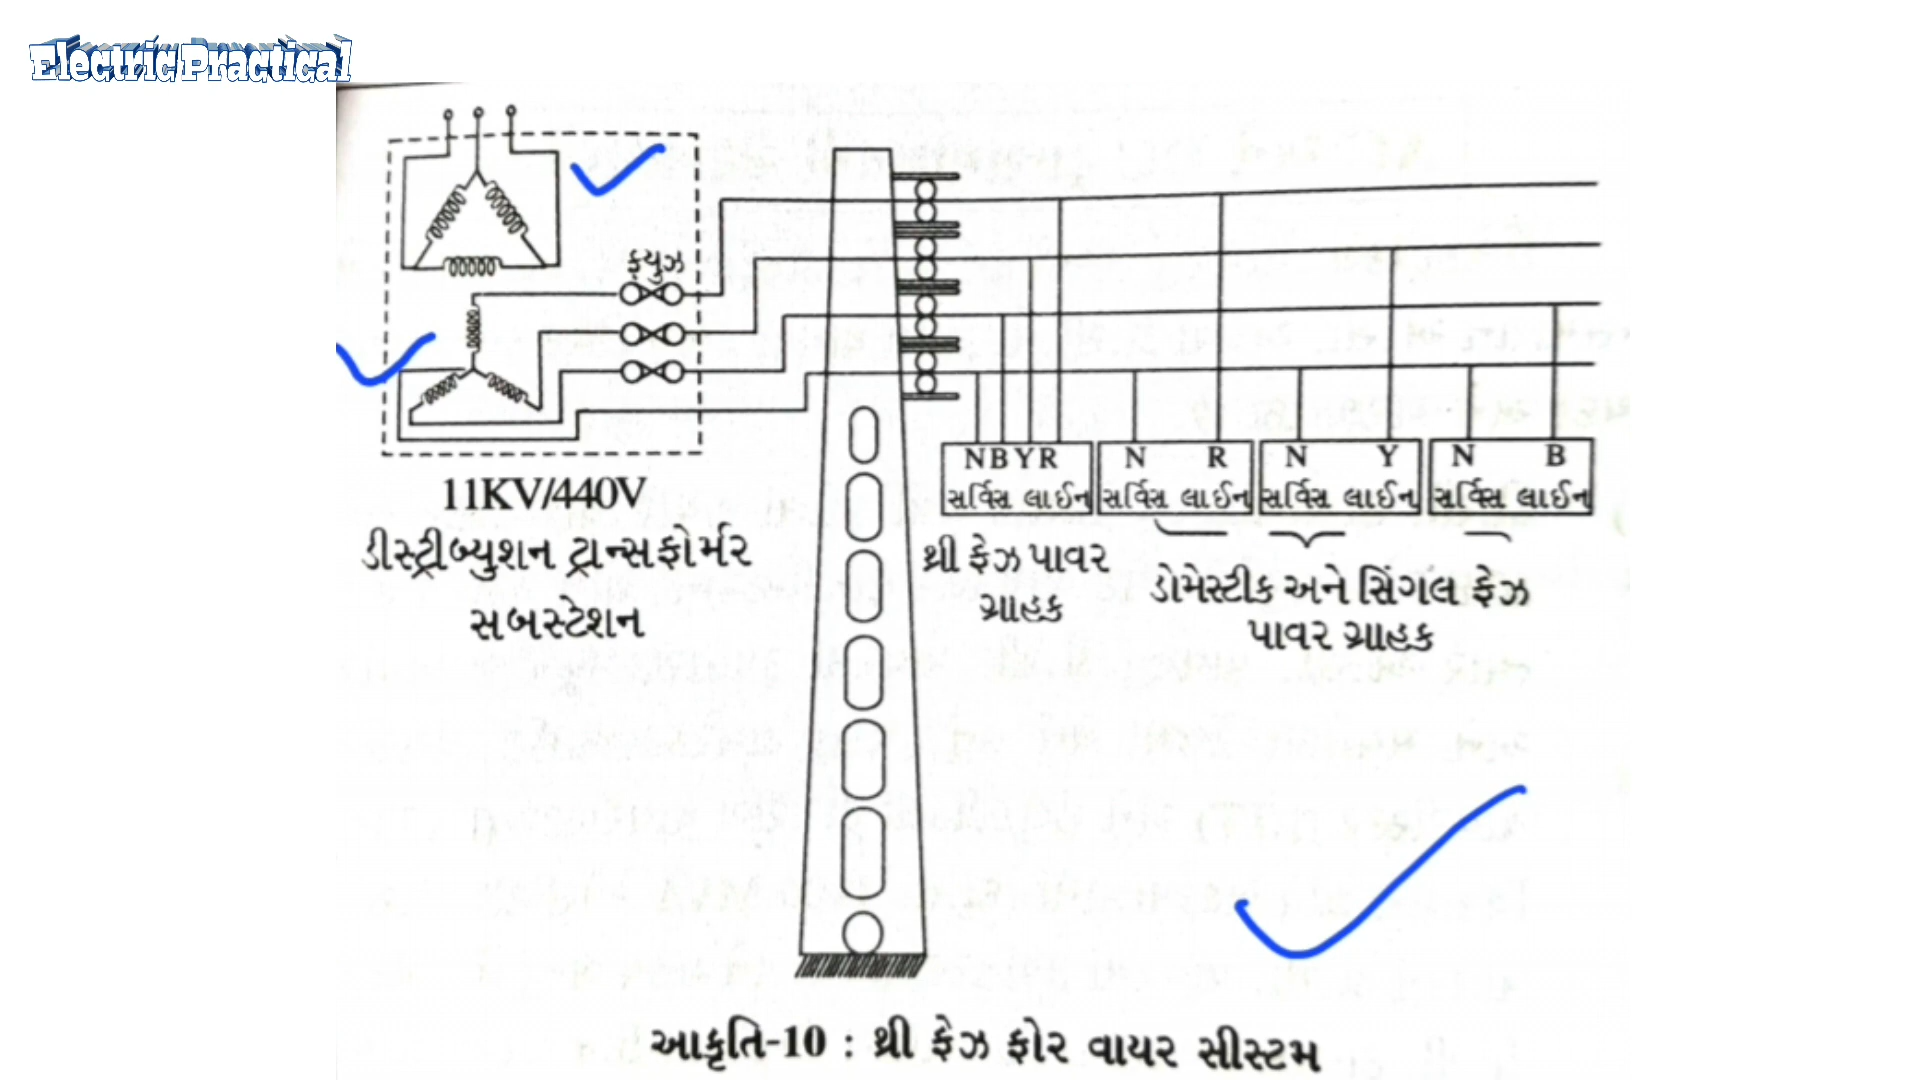 Electric Practical
ફ્યુઝ
N B Y R
સર્વિસ લાઈન
N R
સર્વિસ લાઈન
N Y
સર્વિસ લાઈન
N B
સર્વિસ લાઈન
11KV/440V
ડીસ્ટ્રીબ્યુશન ટ્રાન્સફોર્મર
સબસ્ટેશન
થ્રી ફેઝ પાવર
ગ્રાહક
ડોમેસ્ટીક અને સિંગલ ફેઝ
પાવર ગ્રાહક
આકૃતિ-10 : થ્રી ફેઝ ફોર વાયર સીસ્ટમ